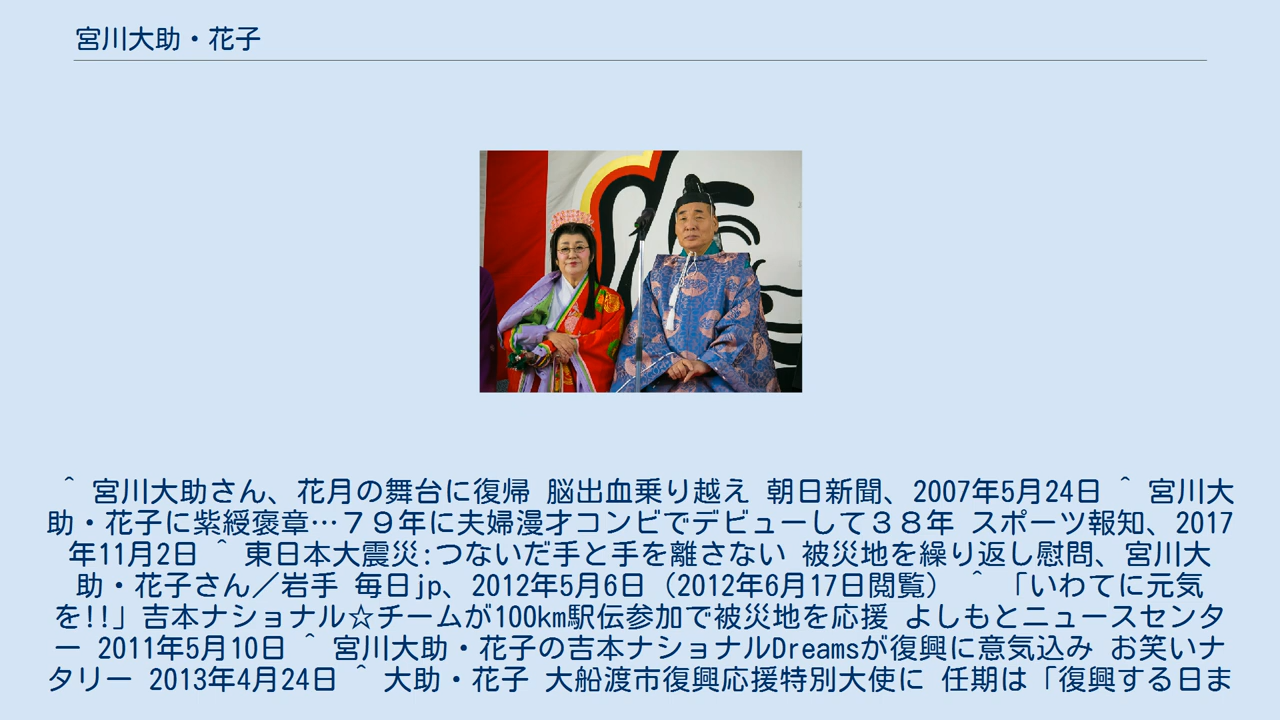 宮川大助・花子
^ 宮川大助さん、花月の舞台に復帰 脳出血乗り越え 朝日新聞、2007年5月24日 ^ 宮川大
助・花子に紫綬褒章…７９年に夫婦漫才コンビでデビューして３８年 スポーツ報知、2017
年11月2日 ^ 東日本大震災:つないだ手と手を離さない 被災地を繰り返し慰問、宮川大
助・花子さん／岩手 毎日jp、2012年5月6日（2012年6月17日閲覧） ^ 「いわてに元気
を!!」吉本ナショナル☆チームが100km駅伝参加で被災地を応援 よしもとニュースセンタ
ー 2011年5月10日 ^ 宮川大助・花子の吉本ナショナルDreamsが復興に意気込み お笑いナ
タリー 2013年4月24日 ^ 大助・花子 大船渡市復興応援特別大使に 任期は「復興する日ま